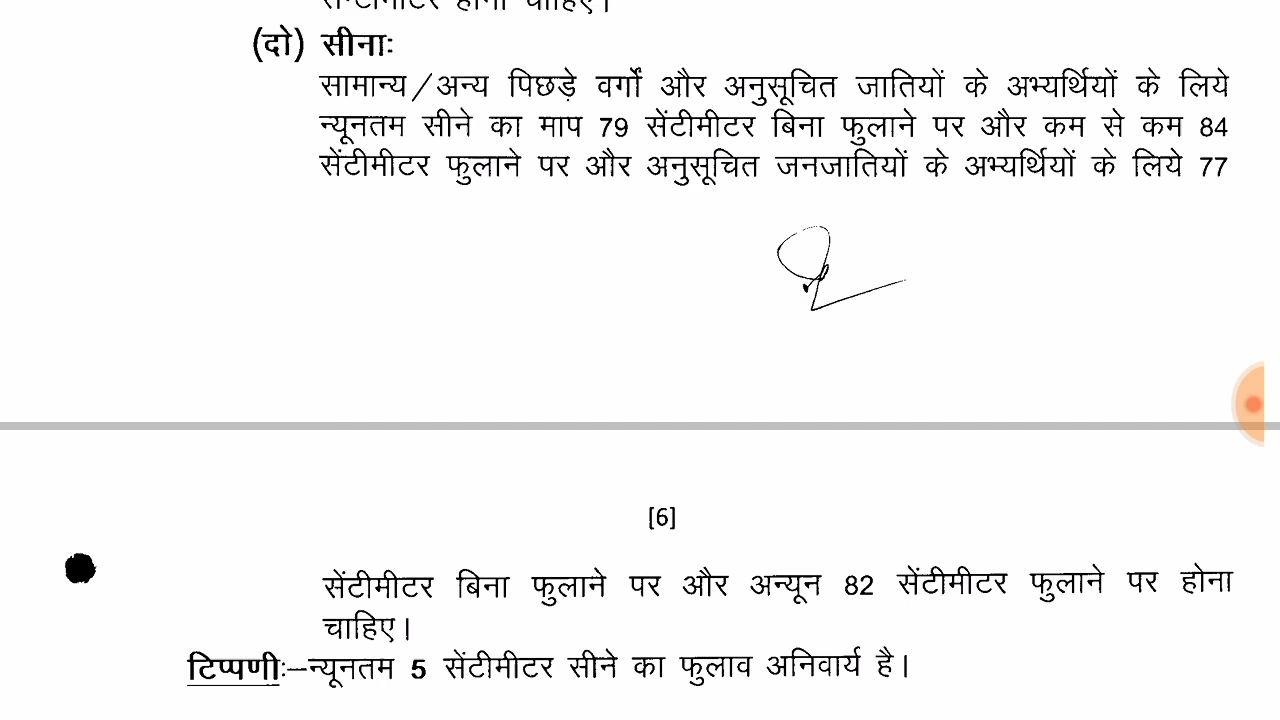 सेन्टीमीटर होना चाहिए।
(दो) सीनाः
सामान्य/अन्य पिछड़े वर्गों और अनुसूचित जातियों के अभ्यर्थियों के लिये
न्यूनतम सीने का माप 79 सेंटीमीटर बिना फुलाने पर और कम से कम 84
सेंटीमीटर फुलाने पर और अनुसूचित जनजातियों के अभ्यर्थियों के लिये 77
[6]
सेंटीमीटर बिना फुलाने पर और अन्यून 82 सेंटीमीटर फुलाने पर होना
चाहिए।
टिप्पणीः–न्यूनतम 5 सेंटीमीटर सीने का फुलाव अनिवार्य है।